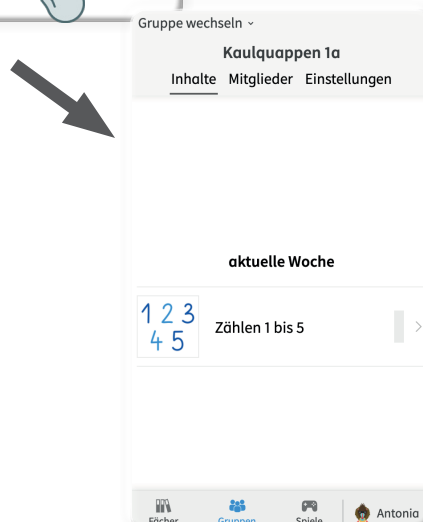 Gruppe wechseln
Kaulquappen 1a
Inhalte Mitglieder Einstellungen
aktuelle Woche
1 2 3
4 5
Zählen 1 bis 5
Fächer Gruppen Spiele Antonia